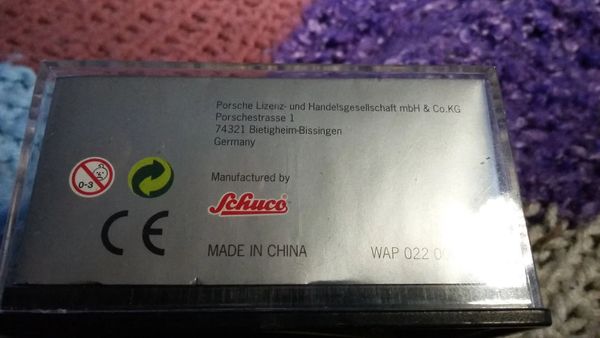 Porsche Lizenz- und Handelsgesellschaft mbH & Co.KG
Porschestrasse 1
74321 Bietigheim-Bissingen
Germany
0-3
Manufactured by
Schuco
CE
MADE IN CHINA WAP 022